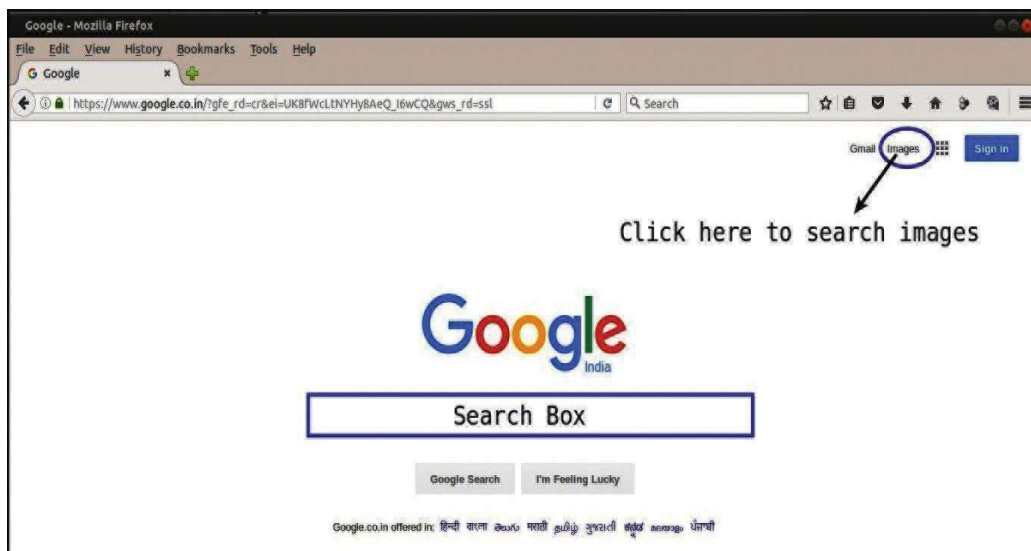 Google - Mozilla Firefox
File Edit View History Bookmarks Tools Help
G Google
https://www.google.co.in/?gfe_rd=cr&ei=UK8fWcLtNYHy8AeQ_I6wCQ&gws_rd=ssl
Search
Gmail Images Sign in
Click here to search images
Google
India
Search Box
Google Search I'm Feeling Lucky
Google.co.in offered in: हिन्दी বাংলা తెలుగు मराठी தமிழ் ગુજરાતી ಕನ್ನಡ മലയാളം ਪੰਜਾਬੀ